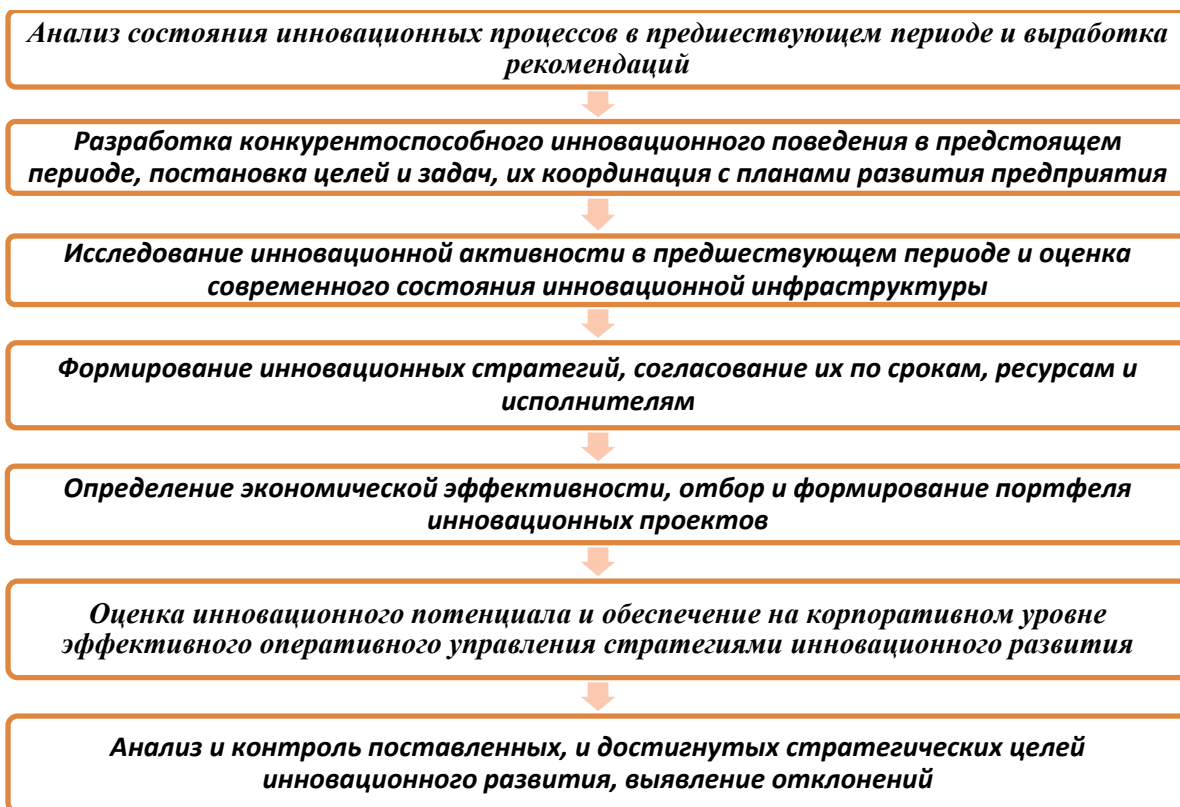 Анализ состояния инновационных процессов в предшествующем периоде и выработка
рекомендаций
Разработка конкурентоспособного инновационного поведения в предстоящем
периоде, постановка целей и задач, их координация с планами развития предприятия
Исследование инновационной активности в предшествующем периоде и оценка
современного состояния инновационной инфраструктуры
Формирование инновационных стратегий, согласование их по срокам, ресурсам и
исполнителям
Определение экономической эффективности, отбор и формирование портфеля
инновационных проектов
Оценка инновационного потенциала и обеспечение на корпоративном уровне
эффективного оперативного управления стратегиями инновационного развития
Анализ и контроль поставленных, и достигнутых стратегических целей
инновационного развития, выявление отклонений